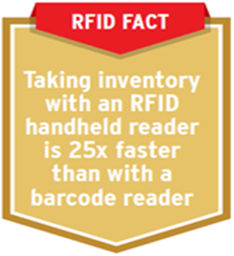 RFID FACT
Taking inventory
with an RFID
handheld reader
is 25x faster
than with a
barcode reader